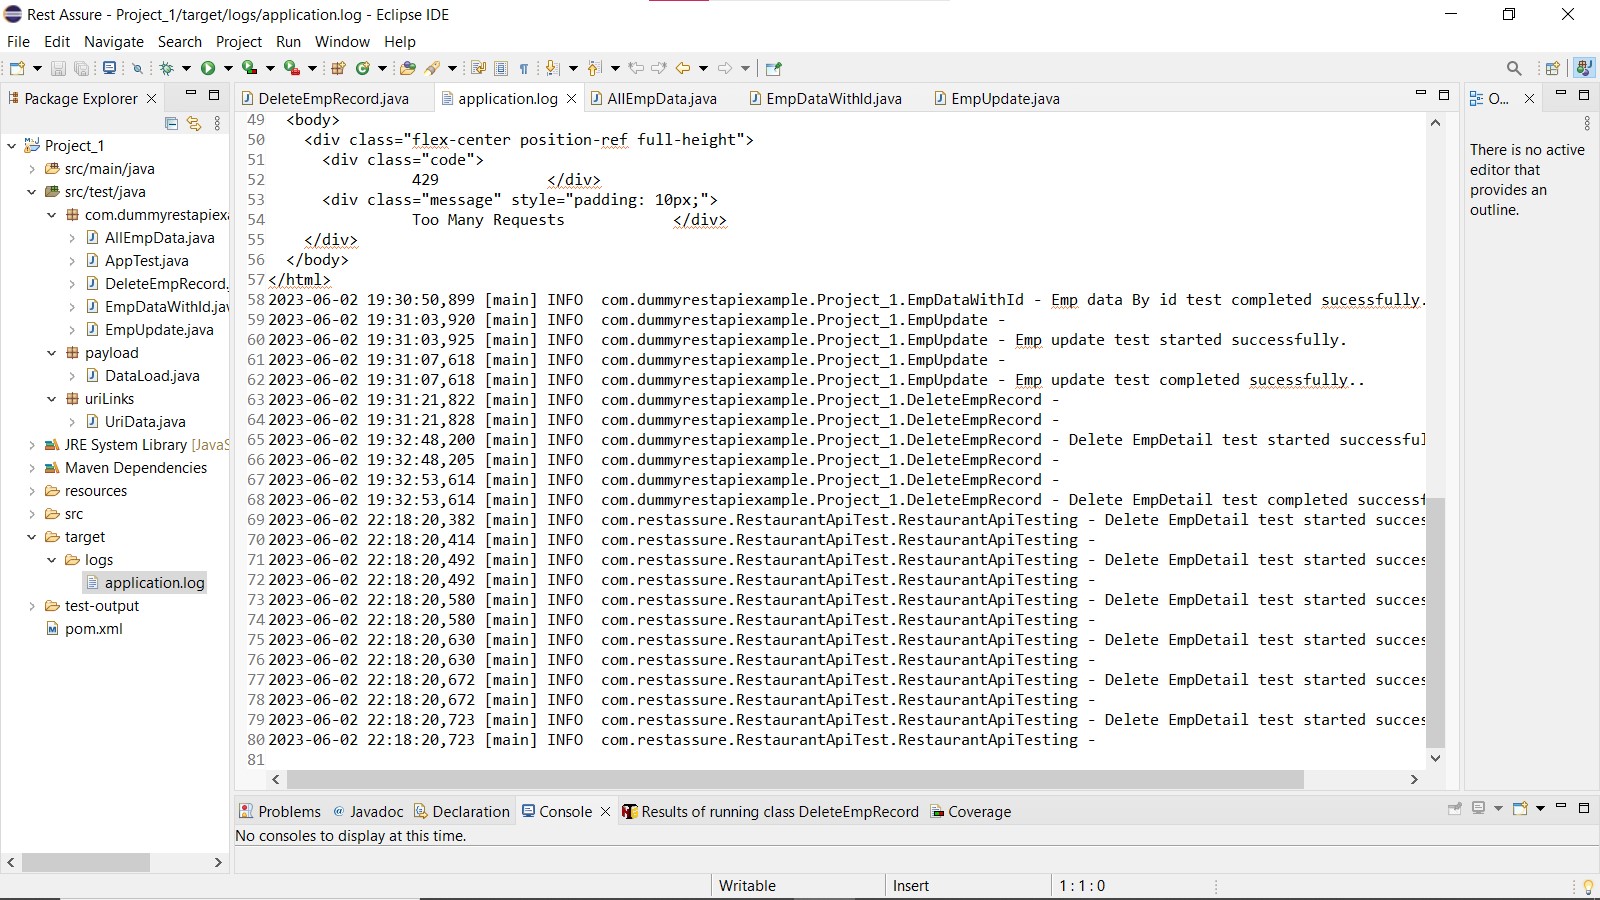 Rest Assure - Project_1/target/logs/application.log - Eclipse IDE
File Edit Navigate Search Project Run Window Help
Package Explorer
Project_1
src/main/java
src/test/java
com.dummyrestapiexa
AllEmpData.java
AppTest.java
DeleteEmpRecord.
EmpDataWithId.jav
EmpUpdate.java
payload
DataLoad.java
uriLinks
UriData.java
JRE System Library [JavaS
Maven Dependencies
resources
src
target
logs
application.log
test-output
pom.xml
DeleteEmpRecord.java application.log AllEmpData.java EmpDataWithId.java EmpUpdate.java
49 <body>
50 <div class="flex-center position-ref full-height">
51 <div class="code">
52 429 </div>
53 <div class="message" style="padding: 10px;">
54 Too Many Requests </div>
55 </div>
56 </body>
57 </html>
58 2023-06-02 19:30:50,899 [main] INFO com.dummyrestapiexample.Project_1.EmpDataWithId - Emp data By id test completed sucessfully.
59 2023-06-02 19:31:03,920 [main] INFO com.dummyrestapiexample.Project_1.EmpUpdate -
60 2023-06-02 19:31:03,925 [main] INFO com.dummyrestapiexample.Project_1.EmpUpdate - Emp update test started successfully.
61 2023-06-02 19:31:07,618 [main] INFO com.dummyrestapiexample.Project_1.EmpUpdate -
62 2023-06-02 19:31:07,618 [main] INFO com.dummyrestapiexample.Project_1.EmpUpdate - Emp update test completed sucessfully..
63 2023-06-02 19:31:21,822 [main] INFO com.dummyrestapiexample.Project_1.DeleteEmpRecord -
64 2023-06-02 19:31:21,828 [main] INFO com.dummyrestapiexample.Project_1.DeleteEmpRecord -
65 2023-06-02 19:32:48,200 [main] INFO com.dummyrestapiexample.Project_1.DeleteEmpRecord - Delete EmpDetail test started successful
66 2023-06-02 19:32:48,205 [main] INFO com.dummyrestapiexample.Project_1.DeleteEmpRecord -
67 2023-06-02 19:32:53,614 [main] INFO com.dummyrestapiexample.Project_1.DeleteEmpRecord -
68 2023-06-02 19:32:53,614 [main] INFO com.dummyrestapiexample.Project_1.DeleteEmpRecord - Delete EmpDetail test completed successf
69 2023-06-02 22:18:20,382 [main] INFO com.restassure.RestaurantApiTest.RestaurantApiTesting - Delete EmpDetail test started succes
70 2023-06-02 22:18:20,414 [main] INFO com.restassure.RestaurantApiTest.RestaurantApiTesting -
71 2023-06-02 22:18:20,492 [main] INFO com.restassure.RestaurantApiTest.RestaurantApiTesting - Delete EmpDetail test started succes
72 2023-06-02 22:18:20,492 [main] INFO com.restassure.RestaurantApiTest.RestaurantApiTesting -
73 2023-06-02 22:18:20,580 [main] INFO com.restassure.RestaurantApiTest.RestaurantApiTesting - Delete EmpDetail test started succes
74 2023-06-02 22:18:20,580 [main] INFO com.restassure.RestaurantApiTest.RestaurantApiTesting -
75 2023-06-02 22:18:20,630 [main] INFO com.restassure.RestaurantApiTest.RestaurantApiTesting - Delete EmpDetail test started succes
76 2023-06-02 22:18:20,630 [main] INFO com.restassure.RestaurantApiTest.RestaurantApiTesting -
77 2023-06-02 22:18:20,672 [main] INFO com.restassure.RestaurantApiTest.RestaurantApiTesting - Delete EmpDetail test started succes
78 2023-06-02 22:18:20,672 [main] INFO com.restassure.RestaurantApiTest.RestaurantApiTesting -
79 2023-06-02 22:18:20,723 [main] INFO com.restassure.RestaurantApiTest.RestaurantApiTesting - Delete EmpDetail test started succes
80 2023-06-02 22:18:20,723 [main] INFO com.restassure.RestaurantApiTest.RestaurantApiTesting -
81
O...
There is no active
editor that
provides an
outline.
Problems Javadoc Declaration Console Results of running class DeleteEmpRecord Coverage
No consoles to display at this time.
Writable Insert 1 : 1 : 0